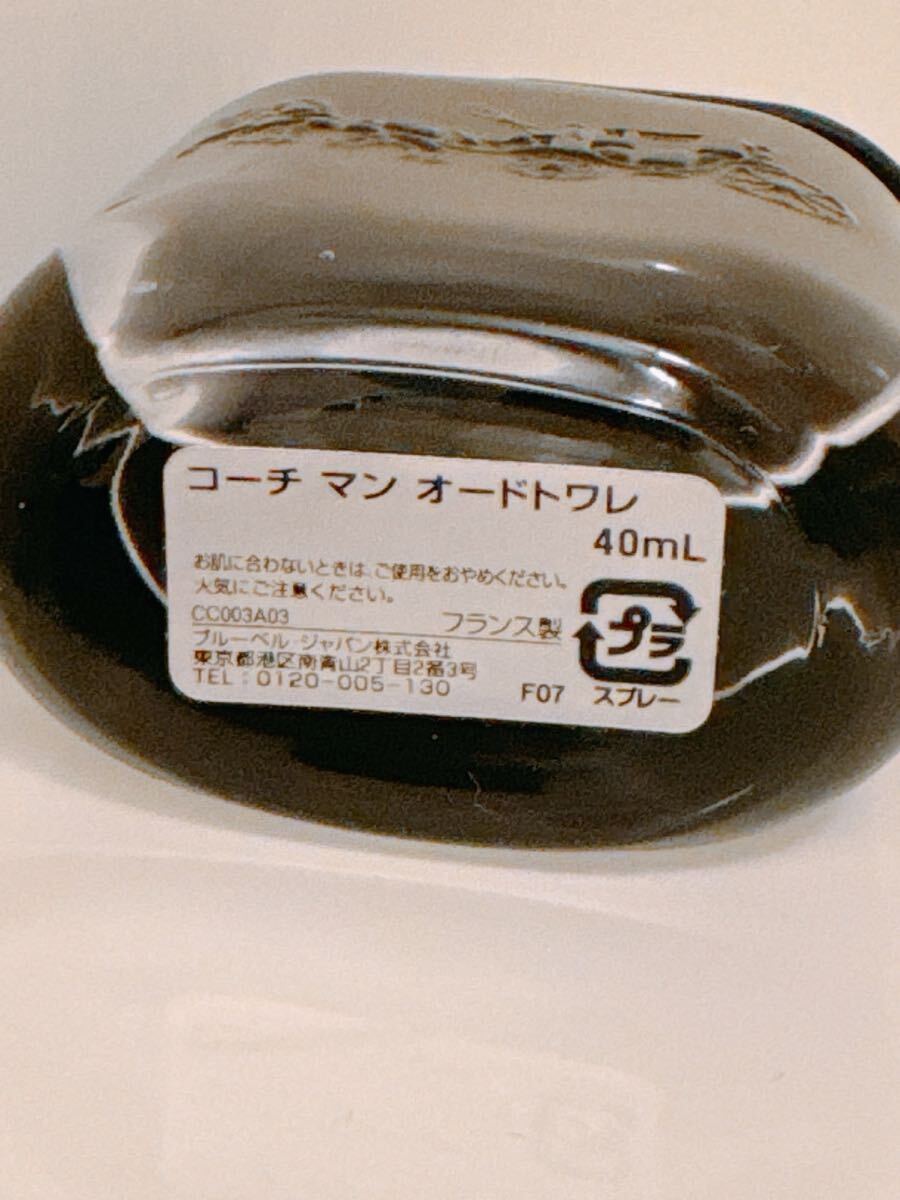 コーチ マン オードトワレ
40mL
お肌に合わないときは、ご使用をおやめください。
火気にご注意ください。
CC003A03 フランス製
ブルーベル ジャパン株式会社
東京都港区南青山2丁目2番3号
TEL：0120-005-130
F07
プラ
スプレー